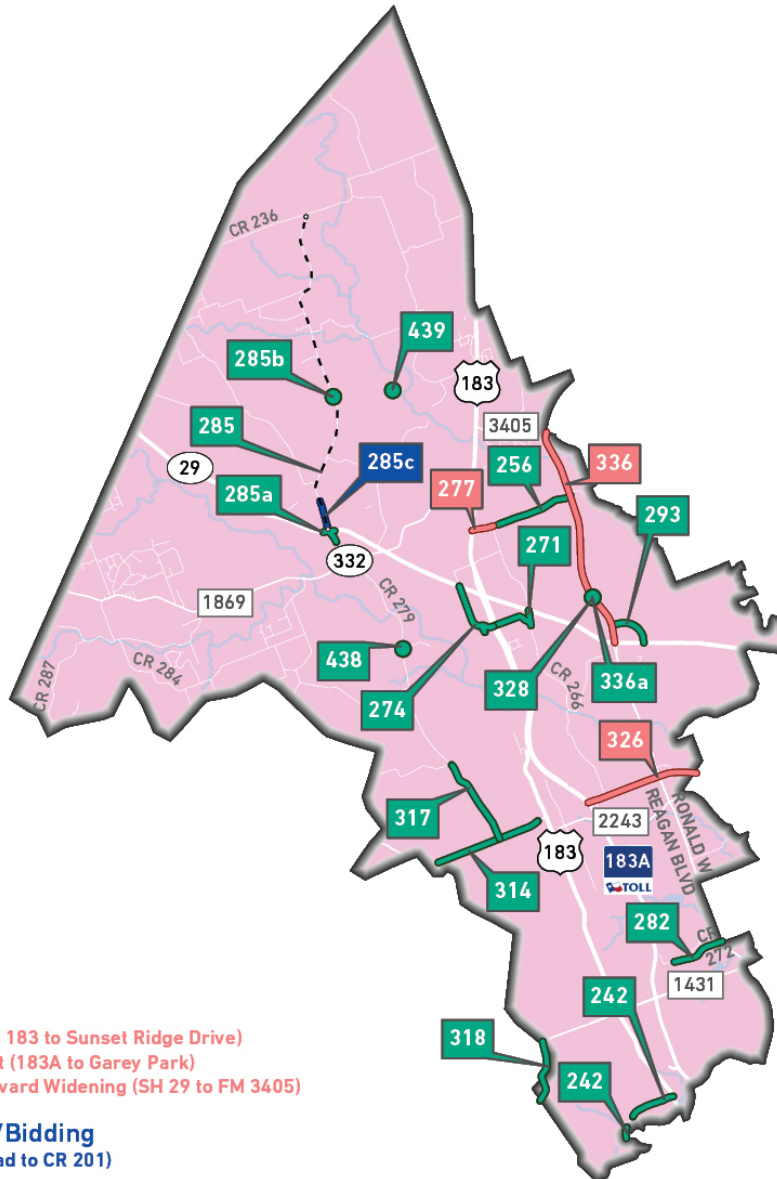 CR 236
439
285b
183
3405
285
256
336
29
285c
277
285a
293
271
332
1869
CR 279
438
CR 284
CR 287
274
328
CR 266
336a
326
317
2243
RONALD W
REAGAN BLVD
183
183A
TOLL
314
282
CR
272
1431
242
318
242
183 to Sunset Ridge Drive)
(183A to Garey Park)
Widening (SH 29 to FM 3405)
/Bidding
to CR 201)